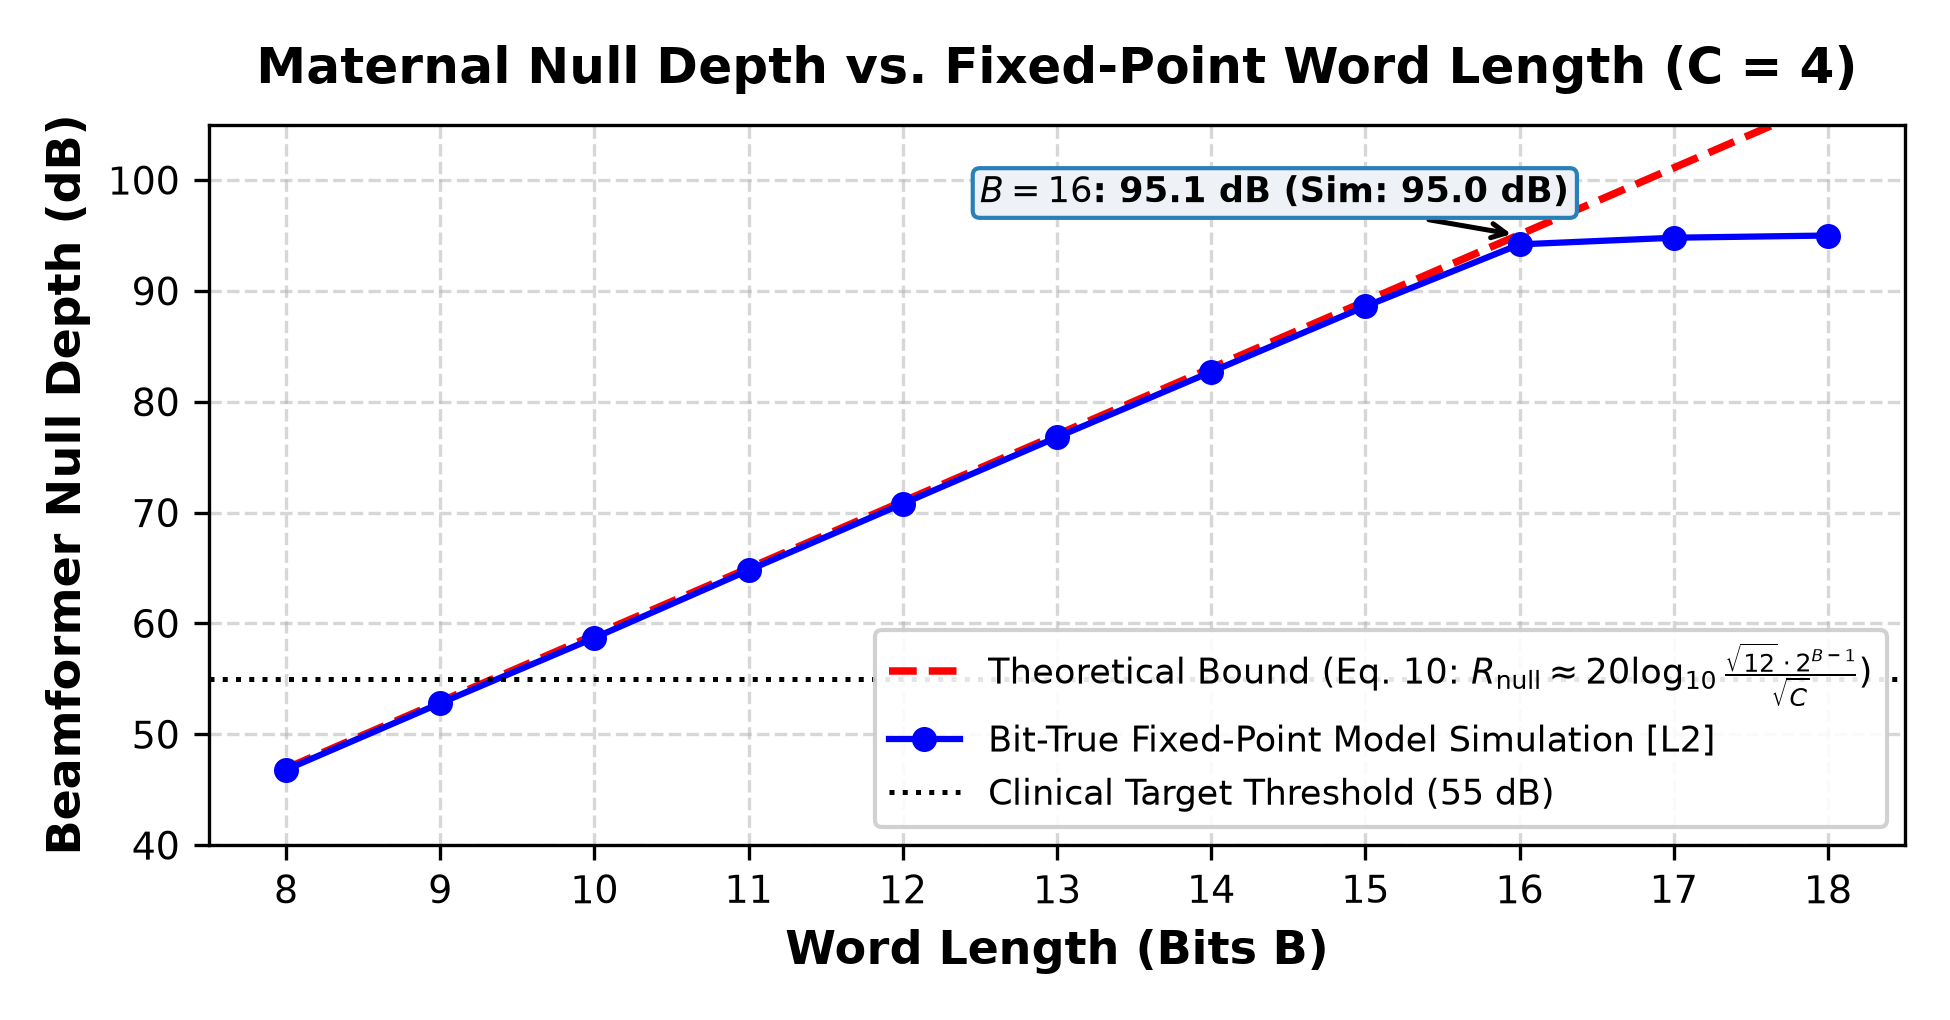 Maternal Null Depth vs. Fixed-Point Word Length (C = 4)
Beamformer Null Depth (dB)
100
90
80
70
60
50
40
B = 16: 95.1 dB (Sim: 95.0 dB)
Theoretical Bound (Eq. 10: R_null ≈ 20log₁₀ (√12 · 2^(B−1))/√C)
Bit-True Fixed-Point Model Simulation [L2]
Clinical Target Threshold (55 dB)
8 9 10 11 12 13 14 15 16 17 18
Word Length (Bits B)